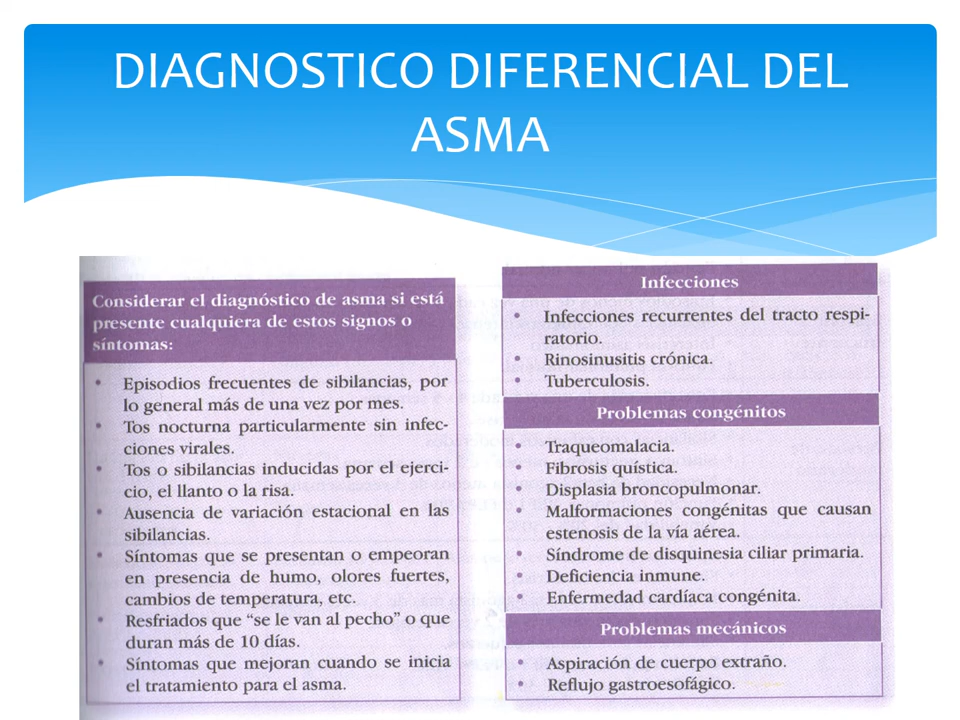 DIAGNOSTICO DIFERENCIAL DEL
ASMA
Considerar el diagnóstico de asma si está
presente cualquiera de estos signos o
síntomas:
• Episodios frecuentes de sibilancias, por
lo general más de una vez por mes.
• Tos nocturna particularmente sin infec-
ciones virales.
• Tos o sibilancias inducidas por el ejerci-
cio, el llanto o la risa.
• Ausencia de variación estacional en las
sibilancias.
• Síntomas que se presentan o empeoran
en presencia de humo, olores fuertes,
cambios de temperatura, etc.
• Resfriados que “se le van al pecho” o que
duran más de 10 días.
• Síntomas que mejoran cuando se inicia
el tratamiento para el asma.
Infecciones
• Infecciones recurrentes del tracto respi-
ratorio.
• Rinosinusitis crónica.
• Tuberculosis.
Problemas congénitos
• Traqueomalacia.
• Fibrosis quística.
• Displasia broncopulmonar.
• Malformaciones congénitas que causan
estenosis de la vía aérea.
• Síndrome de disquinesia ciliar primaria.
• Deficiencia inmune.
• Enfermedad cardíaca congénita.
Problemas mecánicos
• Aspiración de cuerpo extraño.
• Reflujo gastroesofágico.